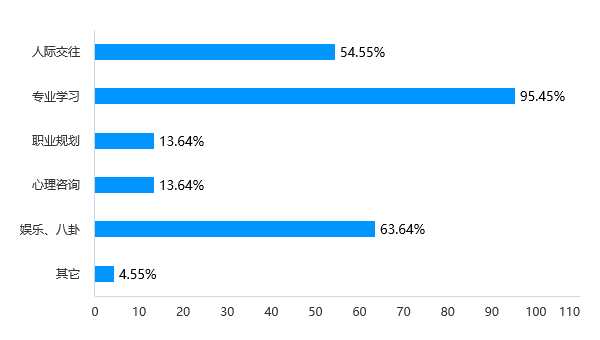 人际交往 54.55%
专业学习 95.45%
职业规划 13.64%
心理咨询 13.64%
娱乐、八卦 63.64%
其它 4.55%
0 10 20 30 40 50 60 70 80 90 100 110